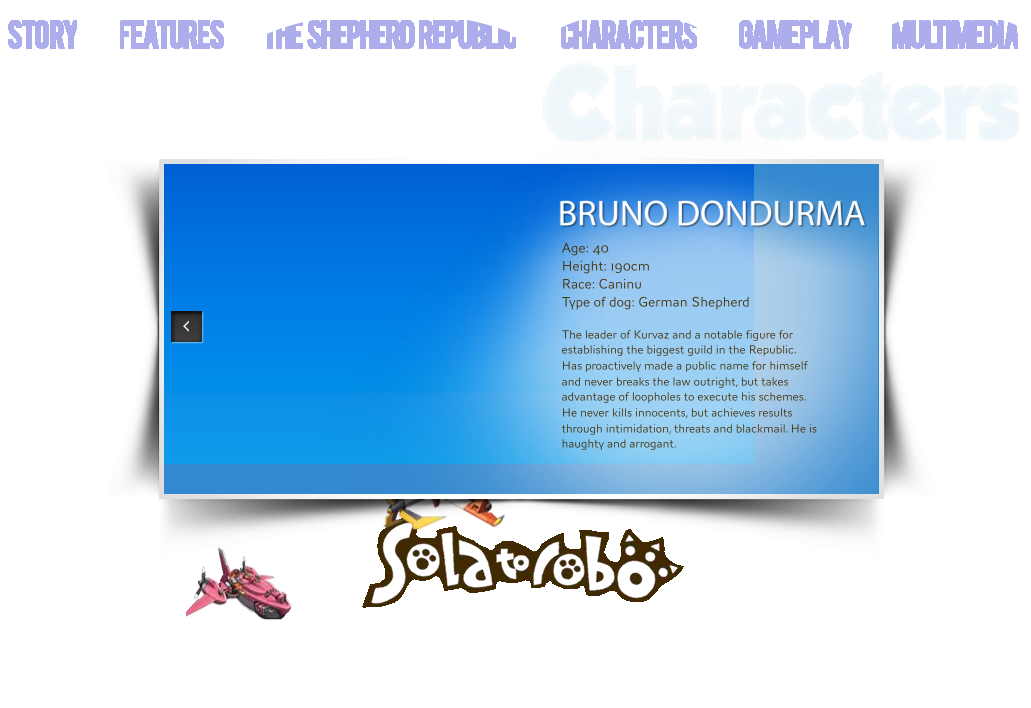 STORY FEATURES THE SHEPHERD REPUBLIC CHARACTERS GAMEPLAY MULTIMEDIA
Characters
BRUNO DONDURMA
Age: 40
Height: 190cm
Race: Caninu
Type of dog: German Shepherd
The leader of Kurvaz and a notable figure for
establishing the biggest guild in the Republic.
Has proactively made a public name for himself
and never breaks the law outright, but takes
advantage of loopholes to execute his schemes.
He never kills innocents, but achieves results
through intimidation, threats and blackmail. He is
haughty and arrogant.
Solatorobo